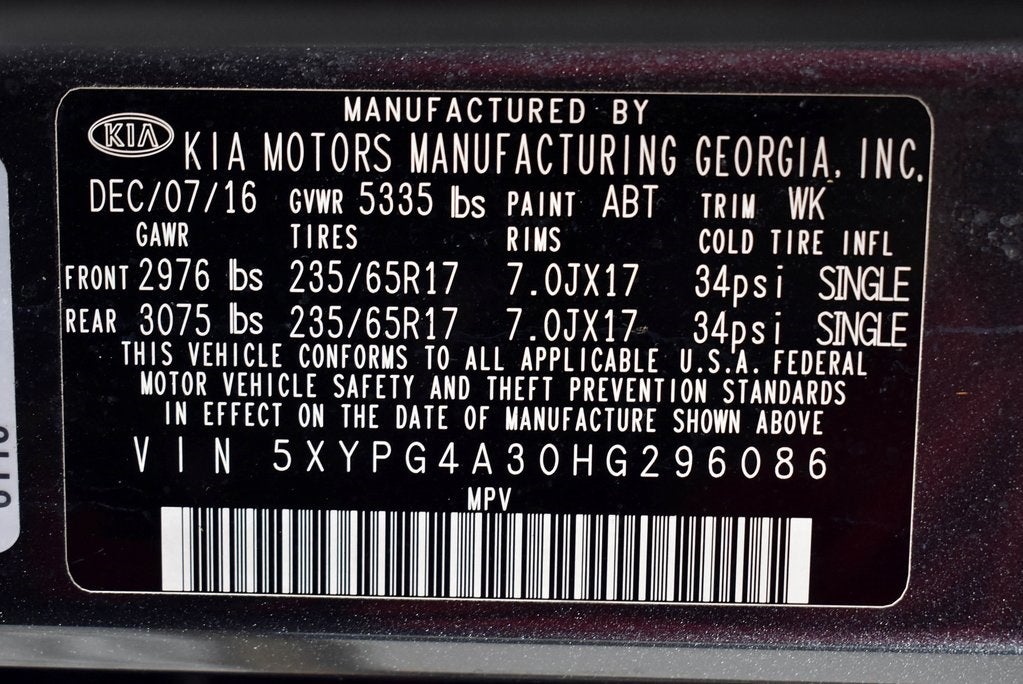 MANUFACTURED BY
KIA KIA MOTORS MANUFACTURING GEORGIA, INC.
DEC/07/16 GVWR 5335 lbs PAINT ABT TRIM WK
GAWR TIRES RIMS COLD TIRE INFL
FRONT 2976 lbs 235/65R17 7.0JX17 34psi SINGLE
REAR 3075 lbs 235/65R17 7.0JX17 34psi SINGLE
THIS VEHICLE CONFORMS TO ALL APPLICABLE U.S.A. FEDERAL
MOTOR VEHICLE SAFETY AND THEFT PREVENTION STANDARDS
IN EFFECT ON THE DATE OF MANUFACTURE SHOWN ABOVE
VIN 5XYPG4A30HG296086
MPV